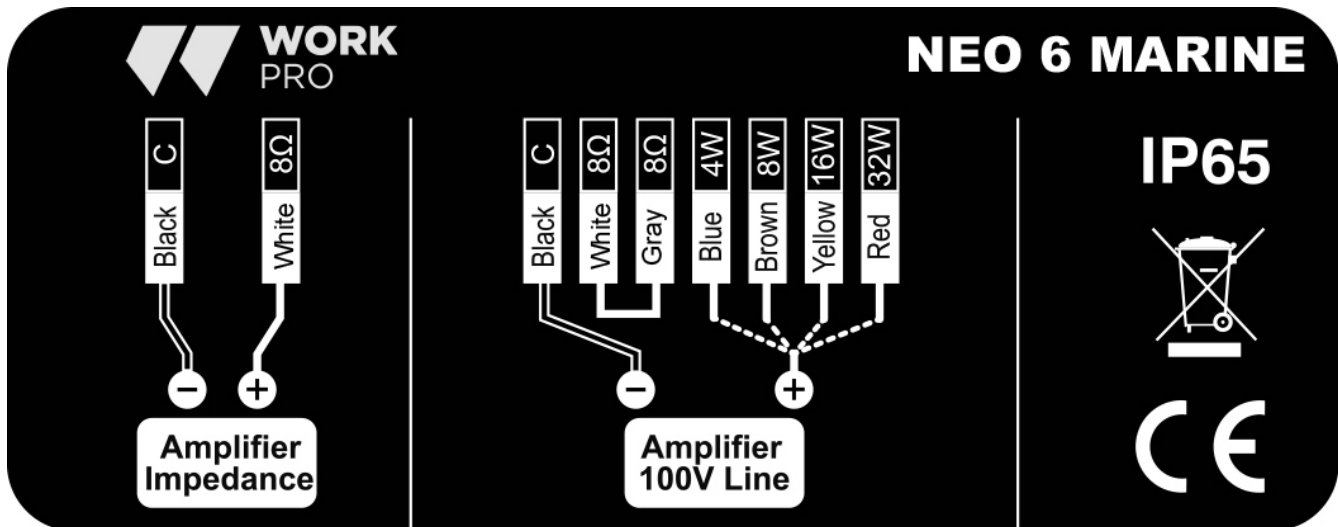 WORK
PRO
NEO 6 MARINE
C
8Ω
Black
White
−
+
Amplifier
Impedance
C
8Ω
8Ω
4W
8W
16W
32W
Black
White
Gray
Blue
Brown
Yellow
Red
−
+
Amplifier
100V Line
IP65
CE